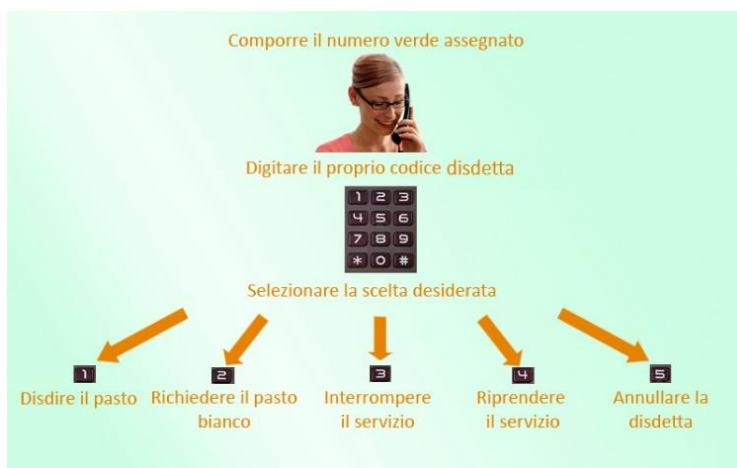 Comporre il numero verde assegnato
Digitare il proprio codice disdetta
1 2 3
4 5 6
7 8 9
* 0 #
Selezionare la scelta desiderata
1
Disdire il pasto
2
Richiedere il pasto
bianco
3
Interrompere
il servizio
4
Riprendere
il servizio
5
Annullare la
disdetta